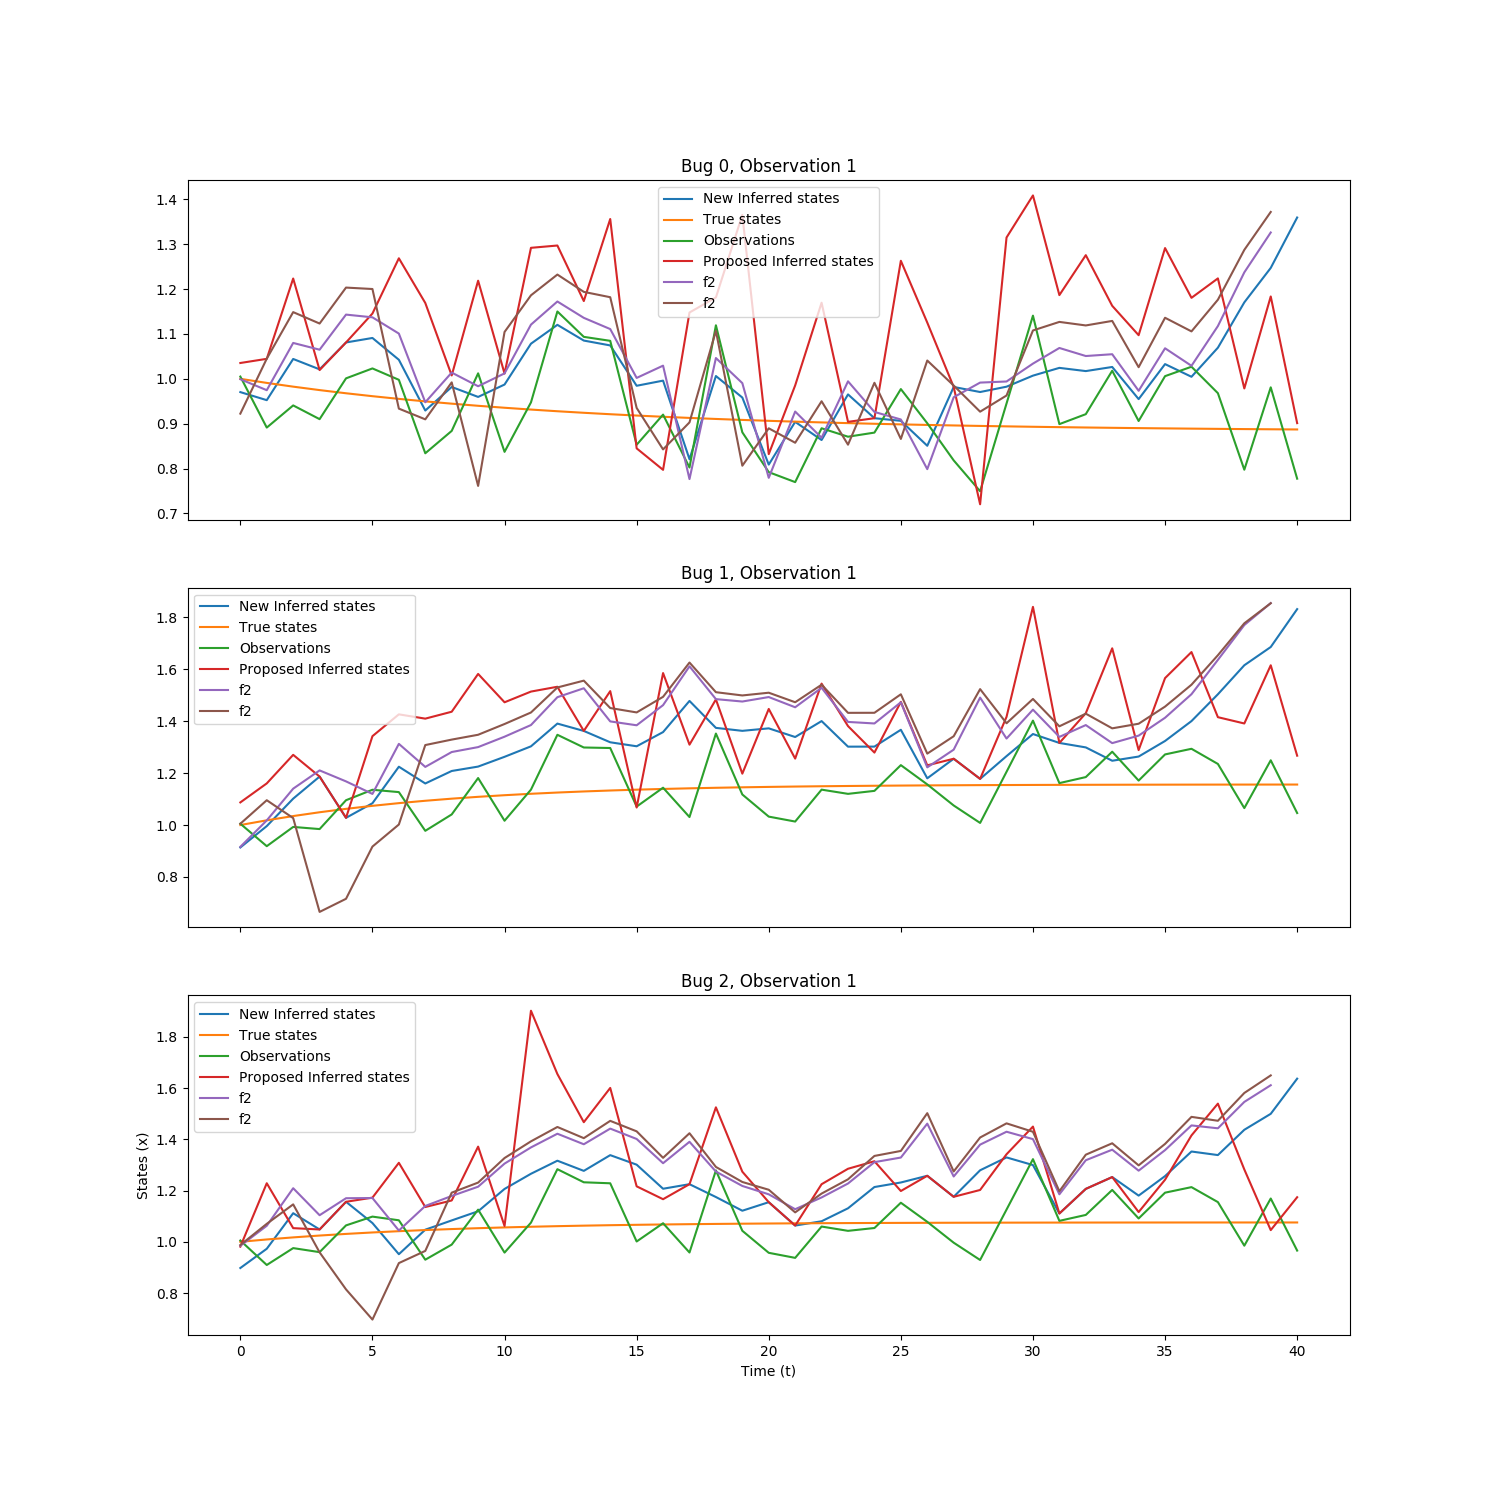 Bug 0, Observation 1
1.4
1.3
1.2
1.1
1.0
0.9
0.8
0.7
New Inferred states
True states
Observations
Proposed Inferred states
f2
f2
Bug 1, Observation 1
1.8
1.6
1.4
1.2
1.0
0.8
New Inferred states
True states
Observations
Proposed Inferred states
f2
f2
Bug 2, Observation 1
States (x)
1.8
1.6
1.4
1.2
1.0
0.8
New Inferred states
True states
Observations
Proposed Inferred states
f2
f2
0 5 10 15 20 25 30 35 40
Time (t)